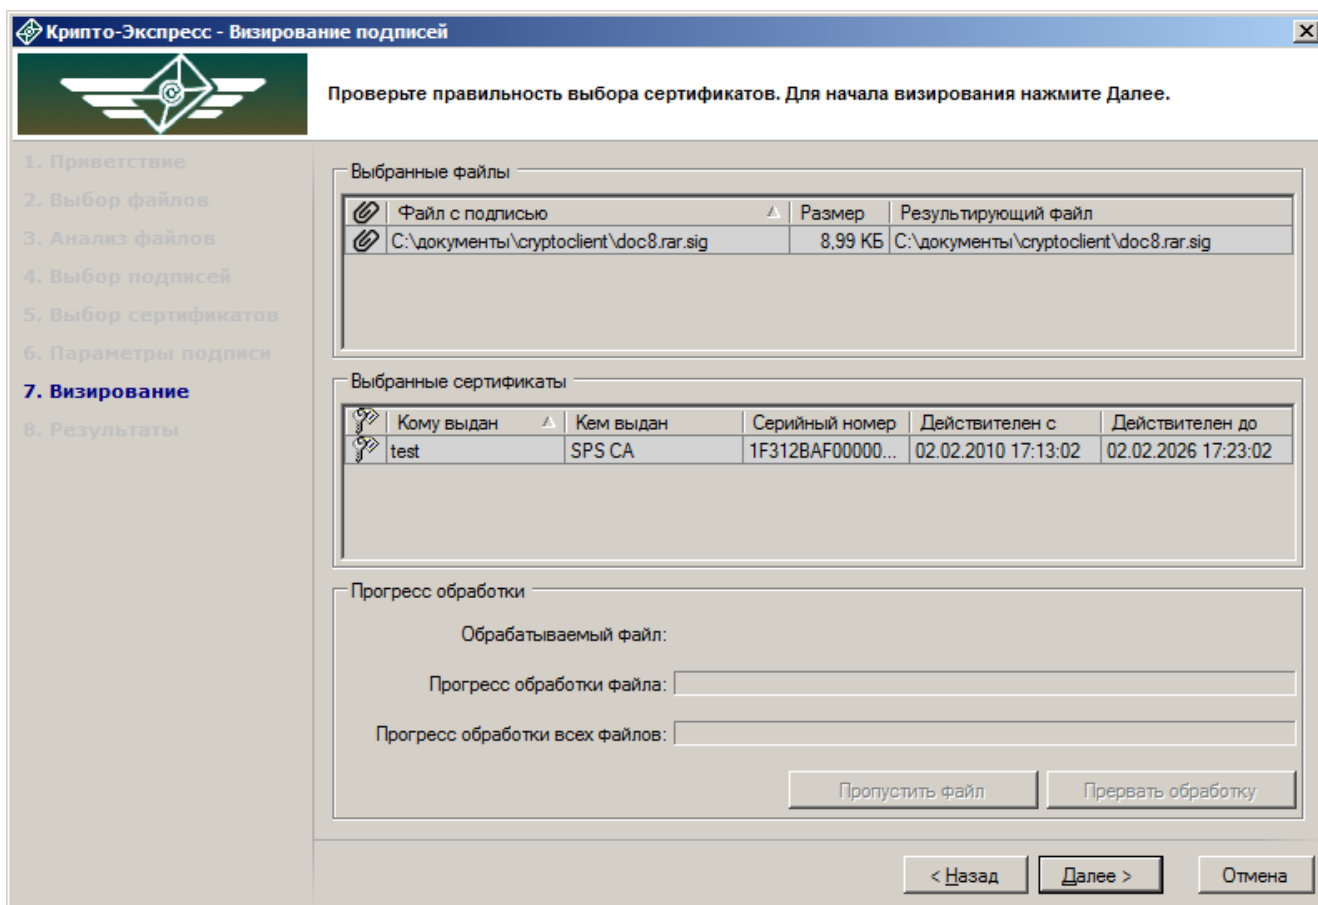 Крипто-Экспресс - Визирование подписей
Проверьте правильность выбора сертификатов. Для начала визирования нажмите Далее.
1. Приветствие
2. Выбор файлов
3. Анализ файлов
4. Выбор подписей
5. Выбор сертификатов
6. Параметры подписи
7. Визирование
8. Результаты
Выбранные файлы
Файл с подписью Размер Результирующий файл
C:\документы\cryptoclient\doc8.rar.sig 8,99 КБ C:\документы\cryptoclient\doc8.rar.sig
Выбранные сертификаты
Кому выдан Кем выдан Серийный номер Действителен с Действителен до
test SPS CA 1F312BAF00000... 02.02.2010 17:13:02 02.02.2026 17:23:02
Прогресс обработки
Обрабатываемый файл:
Прогресс обработки файла:
Прогресс обработки всех файлов:
Пропустить файл Прервать обработку
< Назад Далее > Отмена